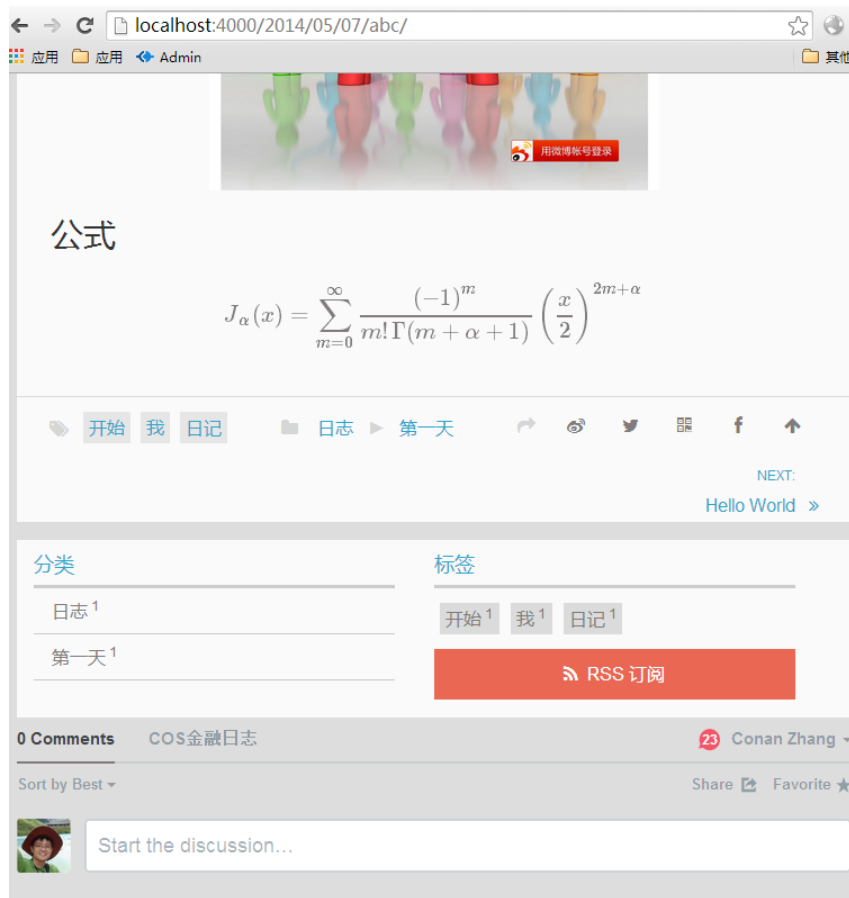 localhost:4000/2014/05/07/abc/
应用 应用 Admin 其他
用微博帐号登录
公式
J_α(x) = ∑_{m=0}^{∞} \frac{(-1)^m}{m! Γ(m + α + 1)} (\frac{x}{2})^{2m+α}
开始 我 日记 日志 ▶ 第一天
NEXT:
Hello World »
分类 标签
日志 1
开始 1 我 1 日记 1
第一天 1
RSS 订阅
0 Comments COS金融日志 23 Conan Zhang
Sort by Best Share Favorite
Start the discussion...